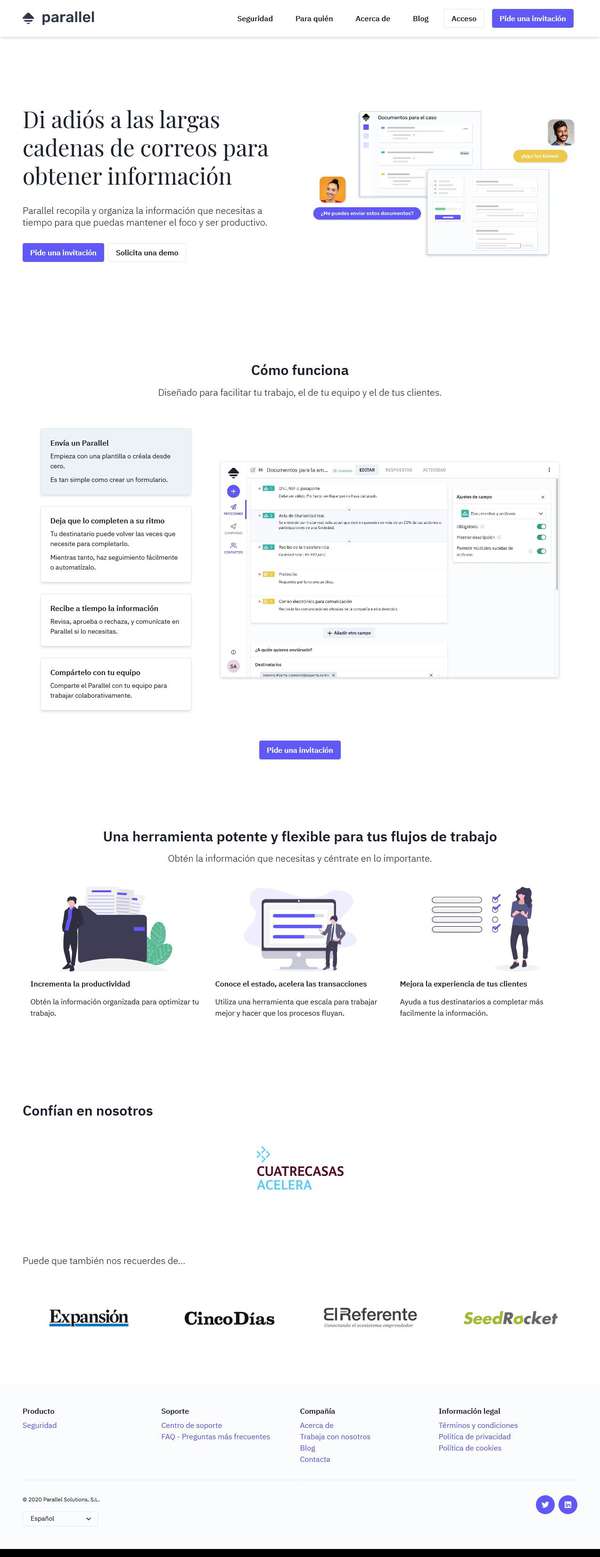 parallel
Seguridad
Para quién
Acerca de
Blog
Acceso
Pide una invitación
Di adiós a las largas
cadenas de correos para
obtener información
Parallel recopila y organiza la información que necesitas a
tiempo para que puedas mantener el foco y ser productivo.
Pide una invitación
Solicita una demo
Documentos para el caso
¡Aquí los tienes!
¿Me puedes enviar estos documentos?
Cómo funciona
Diseñado para facilitar tu trabajo, el de tu equipo y el de tus clientes.
Envía un Parallel
Empieza con una plantilla o créala desde
cero.
Es tan simple como crear un formulario.
Deja que lo completen a su ritmo
Tu destinatario puede volver las veces que
necesite para completarlo.
Mientras tanto, haz seguimiento fácilmente
o automatízalo.
Recibe a tiempo la información
Revisa, aprueba o rechaza, y comunícate en
Parallel si lo necesitas.
Compártelo con tu equipo
Comparte el Parallel con tu equipo para
trabajar colaborativamente.
Documentos para la am...
EDITAR
RESPUESTAS
ACTIVIDAD
DNI, NIF o pasaporte
Acta de titularidad real
Recibo de la transferencia
Protocolo
Correo electrónico para comunicación
+ Añadir otro campo
¿A quién quieres enviárselo?
Destinatarios
SA
Ajustes de campo
Documentos y archivos
Obligatorio
Mostrar descripción
Pide una invitación
Una herramienta potente y flexible para tus flujos de trabajo
Obtén la información que necesitas y céntrate en lo importante.
Incrementa la productividad
Obtén la información organizada para optimizar tu
trabajo.
Conoce el estado, acelera las transacciones
Utiliza una herramienta que escala para trabajar
mejor y hacer que los procesos fluyan.
Mejora la experiencia de tus clientes
Ayuda a tus destinatarios a completar más
facilmente la información.
Confían en nosotros
CUATRECASAS
ACELERA
Puede que también nos recuerdes de...
Expansión
CincoDías
El Referente
Conectando el ecosistema emprendedor
SeedRocket
Producto
Seguridad
Soporte
Centro de soporte
FAQ - Preguntas más frecuentes
Compañía
Acerca de
Trabaja con nosotros
Blog
Contacta
Información legal
Términos y condiciones
Política de privacidad
Política de cookies
© 2020 Parallel Solutions, S.L.
Español